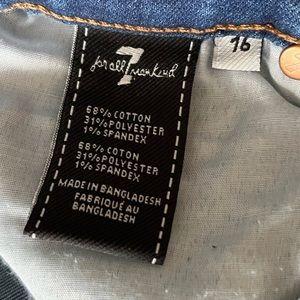 7
for all mankind
16
68% COTTON
31% POLYESTER
1% SPANDEX
68% COTON
31% POLYESTER
1% SPANDEX
MADE IN BANGLADESH
FABRIQUÉ AU
BANGLADESH